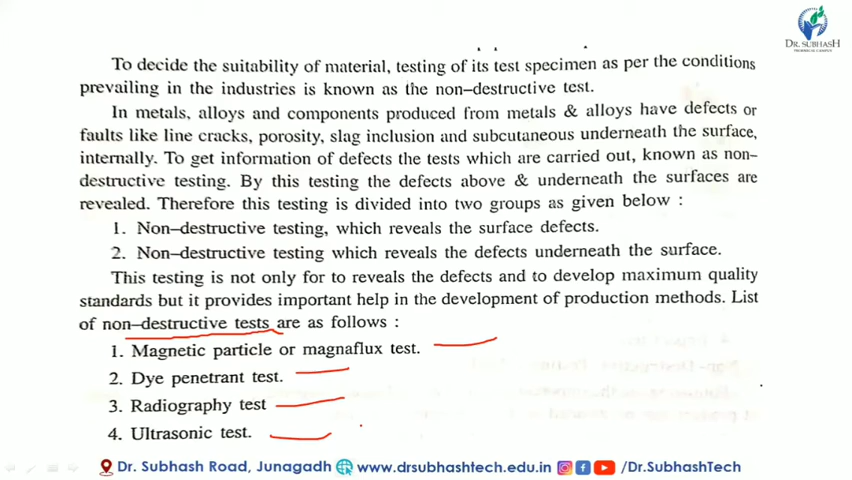 DR. SUBHASH
To decide the suitability of material, testing of its test specimen as per the conditions
prevailing in the industries is known as the non-destructive test.
In metals, alloys and components produced from metals & alloys have defects or
faults like line cracks, porosity, slag inclusion and subcutaneous underneath the surface,
internally. To get information of defects the tests which are carried out, known as non-
destructive testing. By this testing the defects above & underneath the surfaces are
revealed. Therefore this testing is divided into two groups as given below :
1. Non-destructive testing, which reveals the surface defects.
2. Non-destructive testing which reveals the defects underneath the surface.
This testing is not only for to reveals the defects and to develop maximum quality
standards but it provides important help in the development of production methods. List
of non-destructive tests are as follows :
1. Magnetic particle or magnaflux test.
2. Dye penetrant test.
3. Radiography test
4. Ultrasonic test.
Dr. Subhash Road, Junagadh www.drsubhashtech.edu.in /Dr.SubhashTech